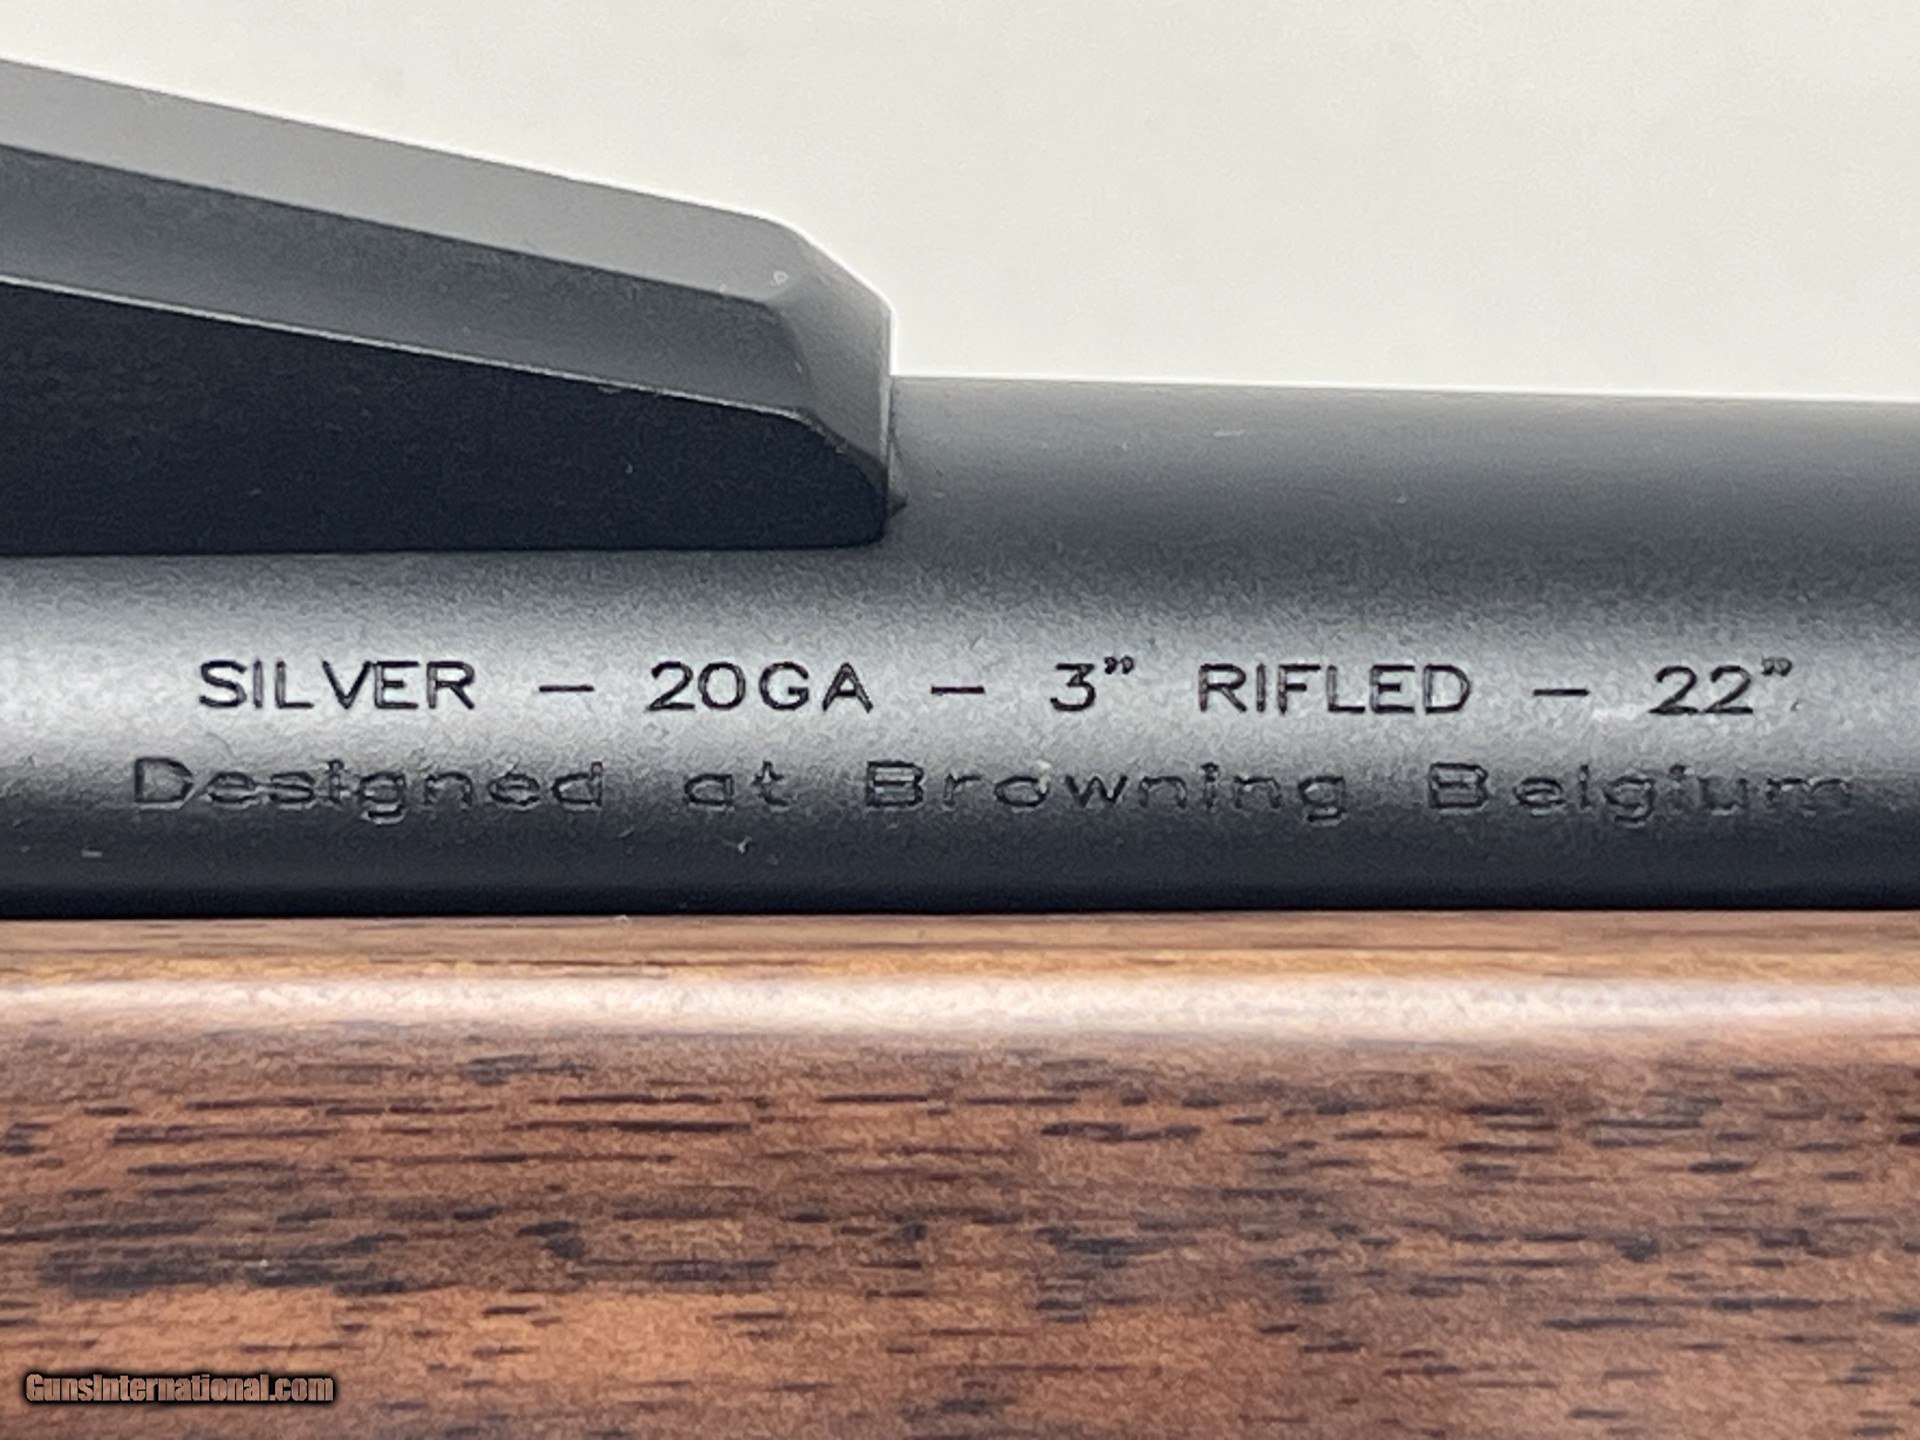 SILVER – 20GA – 3” RIFLED – 22”
Designed at Browning Belgium
GunsInternational.com